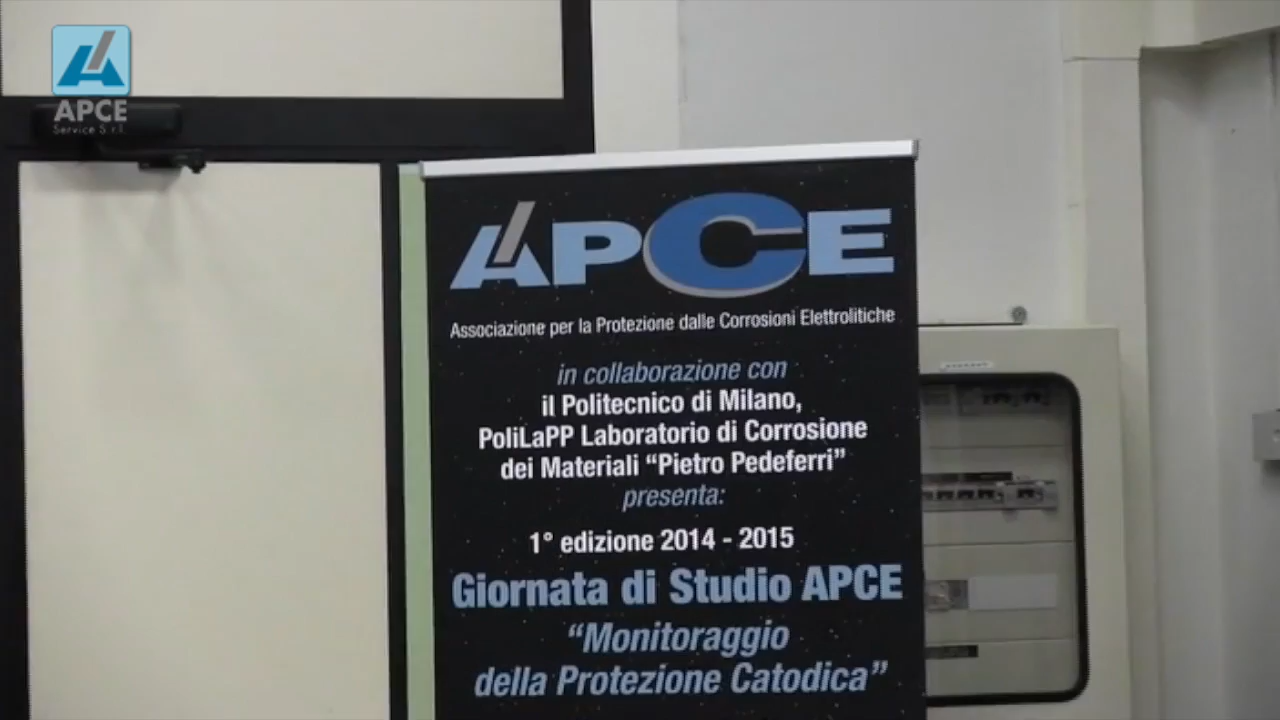 APCE
Service S.r.l.
APCE
Associazione per la Protezione dalle Corrosioni Elettrolitiche
in collaborazione con
il Politecnico di Milano,
PoliLaPP Laboratorio di Corrosione
dei Materiali “Pietro Pedeferri”
presenta:
1° edizione 2014 - 2015
Giornata di Studio APCE
“Monitoraggio
della Protezione Catodica”